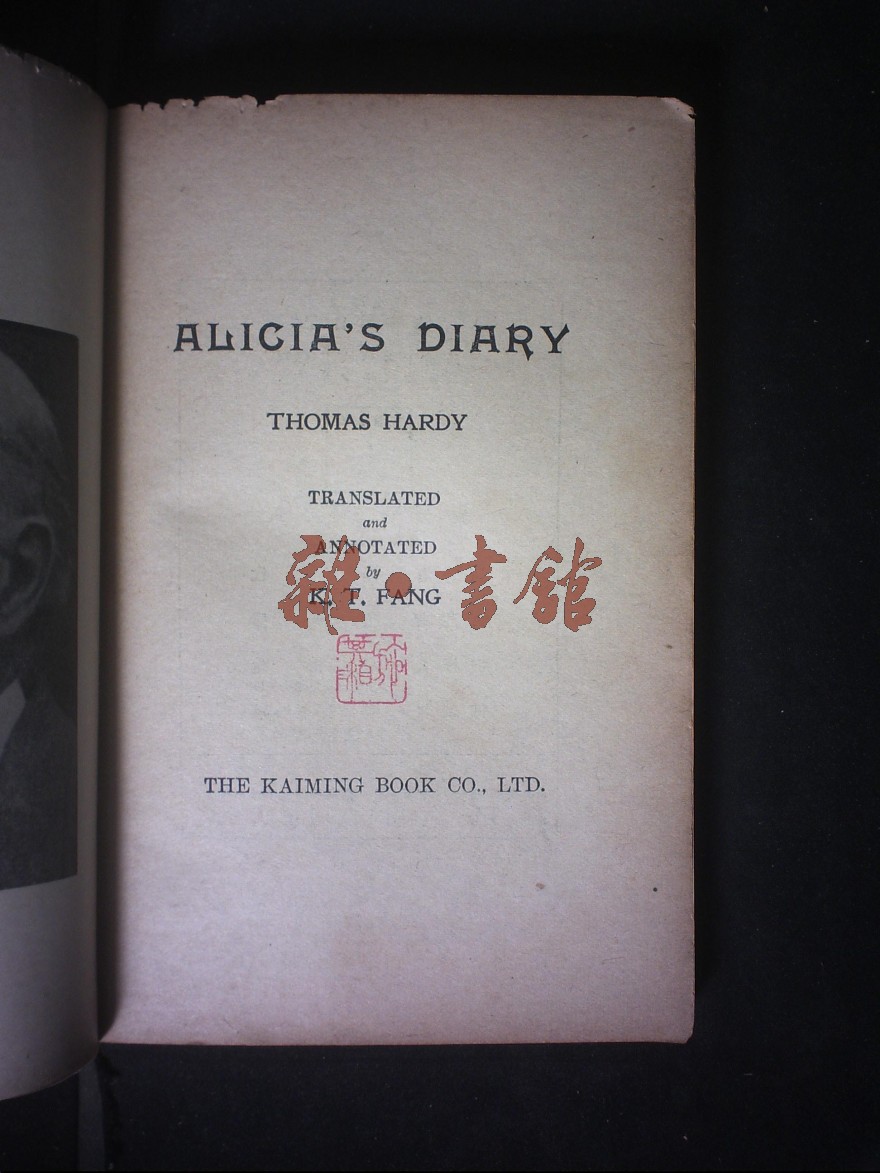 ALICIA'S DIARY
THOMAS HARDY
TRANSLATED
and
ANNOTATED
by
K. T. FANG
雜·書館
THE KAIMING BOOK CO., LTD.